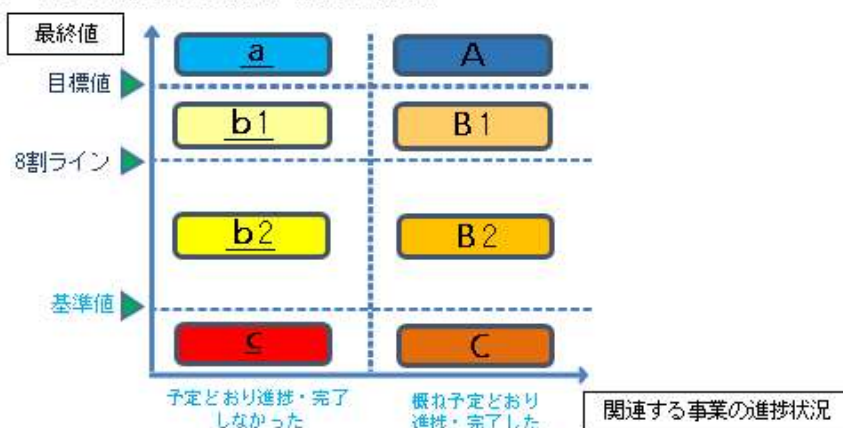 最終値
a
A
目標値
b1
B1
8割ライン
b2
B2
基準値
c
C
予定どおり進捗・完了
しなかった
概ね予定どおり
進捗・完了した
関連する事業の進捗状況